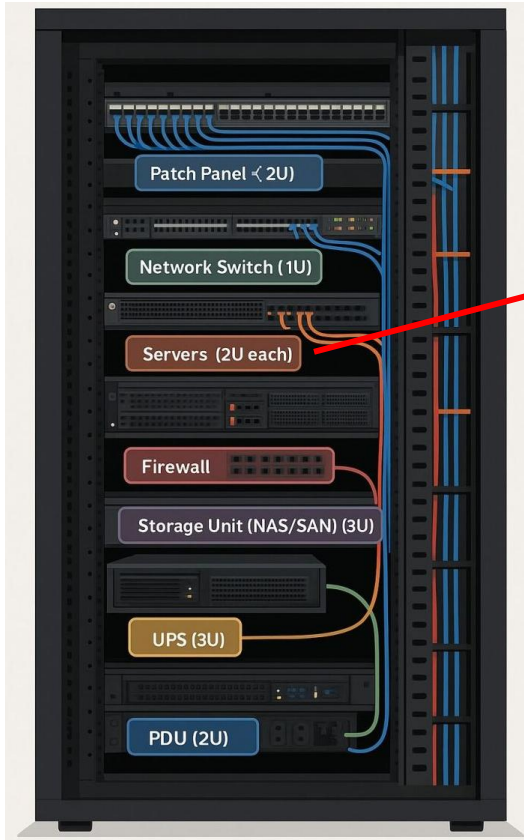 Patch Panel ≺ 2U)
Network Switch (1U)
Servers (2U each)
Firewall
Storage Unit (NAS/SAN) (3U)
UPS (3U)
PDU (2U)